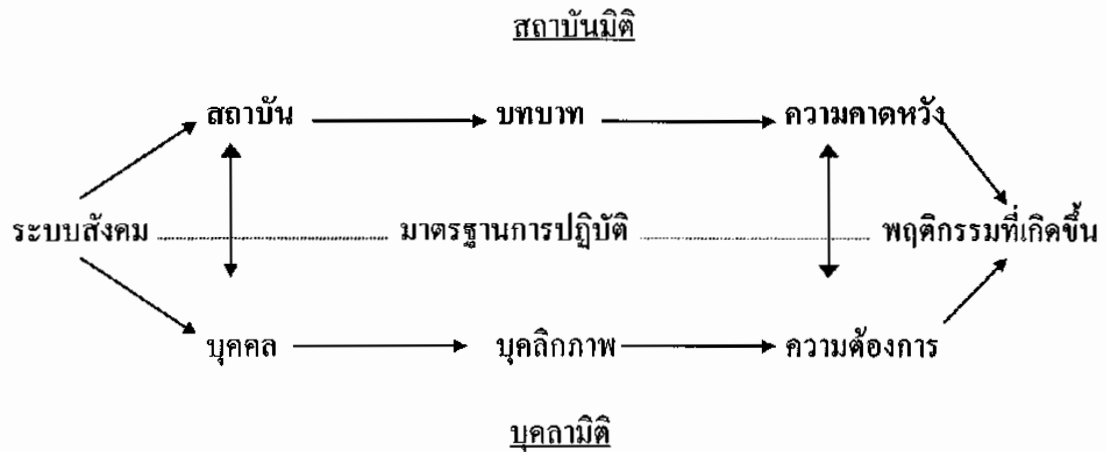 สถาบันมิติ
สถาบัน บทบาท ความคาดหวัง
ระบบสังคม มาตรฐานการปฏิบัติ พฤติกรรมที่เกิดขึ้น
บุคคล บุคลิกภาพ ความต้องการ
บุคลามิติ